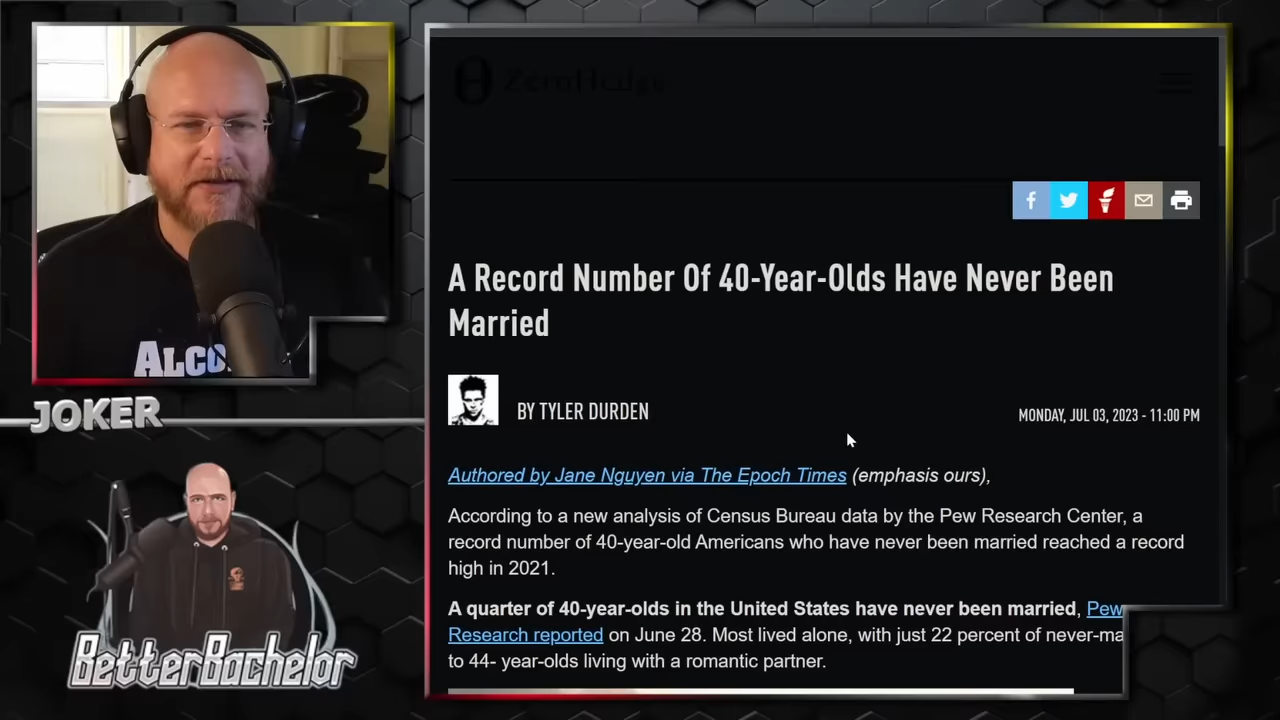 ZeroHedge
A Record Number Of 40-Year-Olds Have Never Been
Married
BY TYLER DURDEN
MONDAY, JUL 03, 2023 - 11:00 PM
Authored by Jane Nguyen via The Epoch Times (emphasis ours),
According to a new analysis of Census Bureau data by the Pew Research Center, a
record number of 40-year-old Americans who have never been married reached a record
high in 2021.
A quarter of 40-year-olds in the United States have never been married, Pew
Research reported on June 28. Most lived alone, with just 22 percent of never-ma
to 44- year-olds living with a romantic partner.
ALCO
JOKER
BetterBachelor